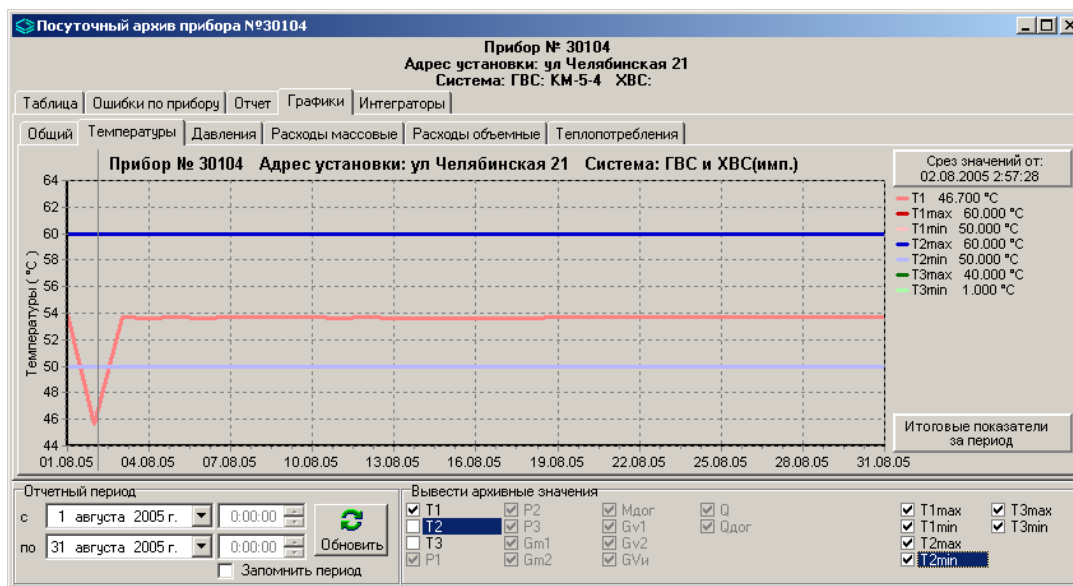 Посуточный архив прибора №30104
Прибор № 30104
Адрес установки: ул Челябинская 21
Система: ГВС: КМ-5-4 ХВС:
Таблица Ошибки по прибору Отчет Графики Интеграторы
Общий Температуры Давления Расходы массовые Расходы объемные Теплопотребления
Прибор № 30104 Адрес установки: ул Челябинская 21 Система: ГВС и ХВС(имп.)
Срез значений от:
02.08.2005 2:57:28
T1 46.700 °C
T1max 60.000 °C
T1min 50.000 °C
T2max 60.000 °C
T2min 50.000 °C
T3max 40.000 °C
T3min 1.000 °C
Температуры ( °C)
64
62
60
58
56
54
52
50
48
46
44
01.08.05 04.08.05 07.08.05 10.08.05 13.08.05 16.08.05 19.08.05 22.08.05 25.08.05 28.08.05 31.08.05
Итоговые показатели
за период
Отчетный период
с 1 августа 2005 г. 0:00:00
по 31 августа 2005 г. 0:00:00
Обновить
Запомнить период
Вывести архивные значения
T1 P2 Mдог Q T1max T3max
T2 P3 Gv1 Qдог T1min T3min
T3 Gm1 Gv2 T2max
P1 Gm2 GVи T2min